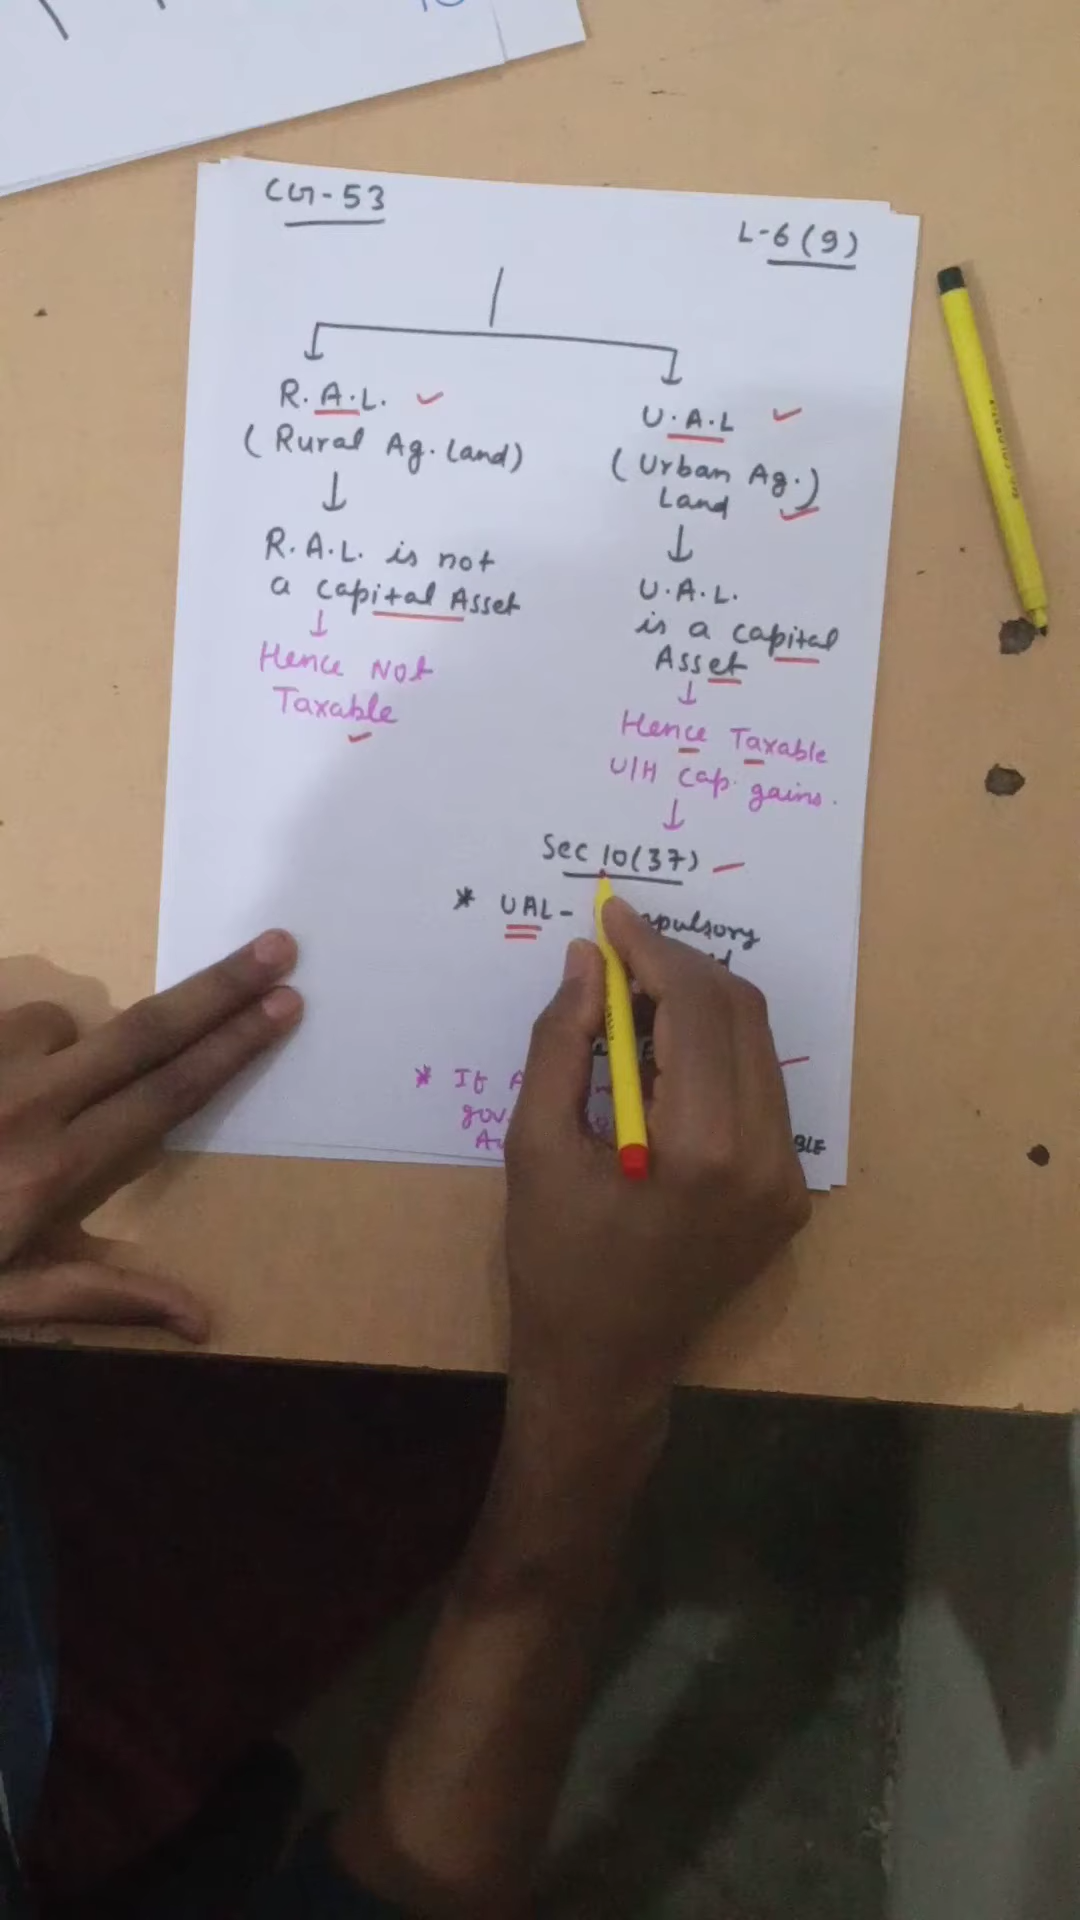 CG-53
L-6(9)
R.A.L.
(Rural Ag. Land)
R.A.L. is not
a capital Asset
Hence Not
Taxable
U.A.L
(Urban Ag.)
Land
U.A.L.
is a capital
Asset
Hence Taxable
U/H Cap. gains.
Sec 10(37)
* UAL-
* If